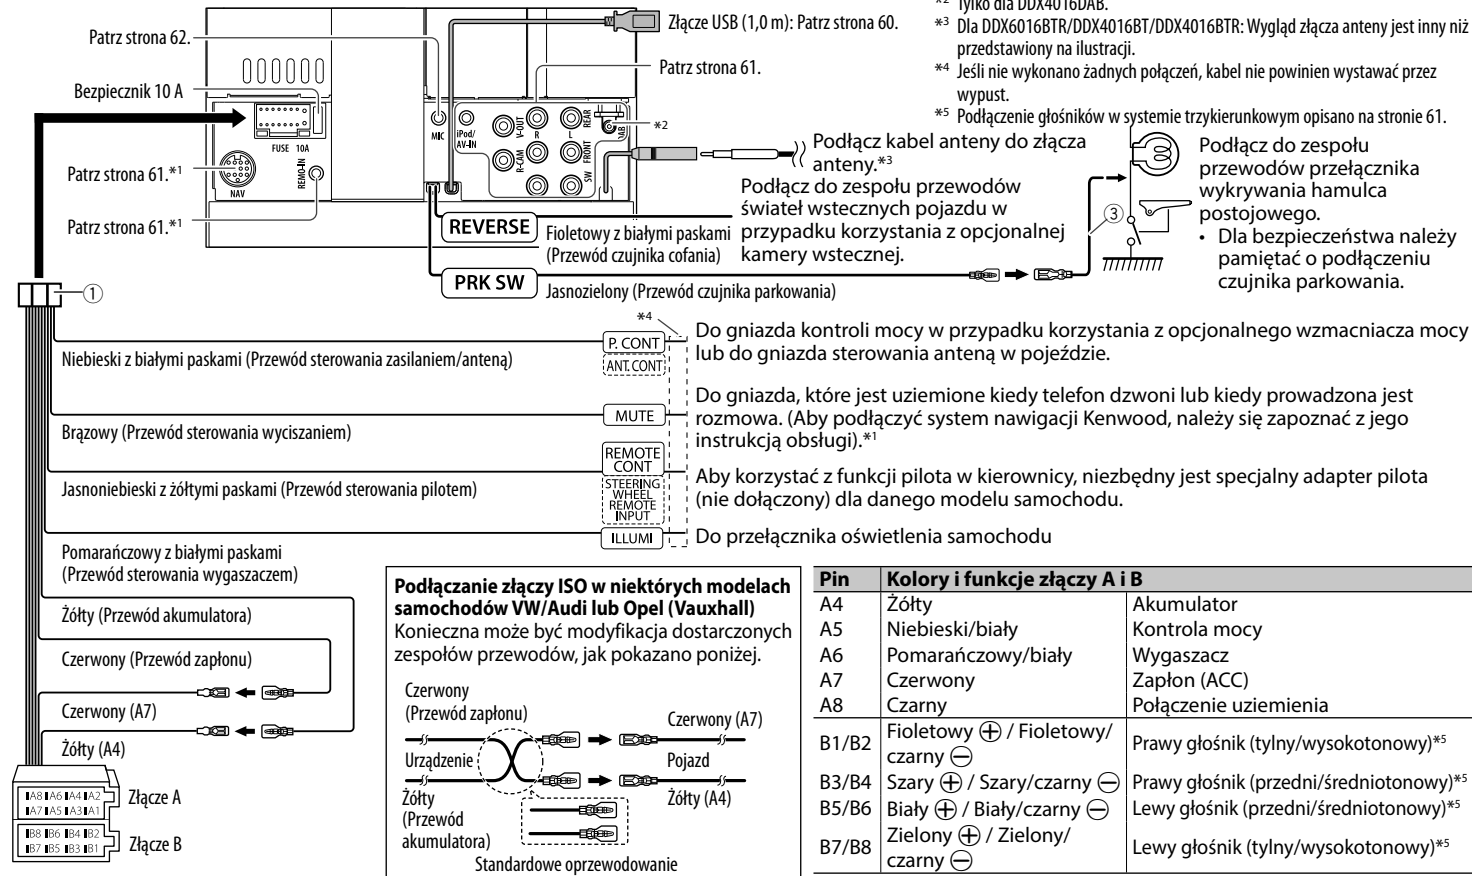 *2 Tylko dla DDX4016DAB.
*3 Dla DDX6016BTR/DDX4016BT/DDX4016BTR: Wygląd złącza anteny jest inny niż
przedstawiony na ilustracji.
*4 Jeśli nie wykonano żadnych połączeń, kabel nie powinien wystawać przez
wypust.
*5 Podłączenie głośników w systemie trzykierunkowym opisano na stronie 61.
Patrz strona 62.
Złącze USB (1,0 m): Patrz strona 60.
Patrz strona 61.
Bezpiecznik 10 A
FUSE 10A
NAV
REMO-IN
MIC
iPod/
AV-IN
V-OUT
R-CAM
R
L
REAR
FRONT
SW
DAB
*2
Patrz strona 61.*1
Patrz strona 61.*1
Podłącz kabel anteny do złącza
anteny.*3
REVERSE
Fioletowy z białymi paskami
(Przewód czujnika cofania)
Podłącz do zespołu przewodów
świateł wstecznych pojazdu w
przypadku korzystania z opcjonalnej
kamery wstecznej.
PRK SW
Jasnozielony (Przewód czujnika parkowania)
3
Podłącz do zespołu
przewodów przełącznika
wykrywania hamulca
postojowego.
• Dla bezpieczeństwa należy
pamiętać o podłączeniu
czujnika parkowania.
1
*4
Niebieski z białymi paskami (Przewód sterowania zasilaniem/anteną)
P. CONT
ANT. CONT
Do gniazda kontroli mocy w przypadku korzystania z opcjonalnego wzmacniacza mocy
lub do gniazda sterowania anteną w pojeździe.
Brązowy (Przewód sterowania wyciszaniem)
MUTE
Do gniazda, które jest uziemione kiedy telefon dzwoni lub kiedy prowadzona jest
rozmowa. (Aby podłączyć system nawigacji Kenwood, należy się zapoznać z jego
instrukcją obsługi).*1
Jasnoniebieski z żółtymi paskami (Przewód sterowania pilotem)
REMOTE
CONT
STEERING
WHEEL
REMOTE
INPUT
Aby korzystać z funkcji pilota w kierownicy, niezbędny jest specjalny adapter pilota
(nie dołączony) dla danego modelu samochodu.
Pomarańczowy z białymi paskami
(Przewód sterowania wygaszaczem)
ILLUMI
Do przełącznika oświetlenia samochodu
Żółty (Przewód akumulatora)
Czerwony (Przewód zapłonu)
Czerwony (A7)
Żółty (A4)
A8 A6 A4 A2
A7 A5 A3 A1
Złącze A
B8 B6 B4 B2
B7 B5 B3 B1
Złącze B
Podłączanie złączy ISO w niektórych modelach
samochodów VW/Audi lub Opel (Vauxhall)
Konieczna może być modyfikacja dostarczonych
zespołów przewodów, jak pokazano poniżej.
Czerwony
(Przewód zapłonu)
Czerwony (A7)
Urządzenie
Pojazd
Żółty
(Przewód
akumulatora)
Żółty (A4)
Standardowe oprzewodowanie
Pin Kolory i funkcje złączy A i B
A4 Żółty Akumulator
A5 Niebieski/biały Kontrola mocy
A6 Pomarańczowy/biały Wygaszacz
A7 Czerwony Zapłon (ACC)
A8 Czarny Połączenie uziemienia
B1/B2 Fioletowy ⊕ / Fioletowy/
czarny ⊖ Prawy głośnik (tylny/wysokotonowy)*5
B3/B4 Szary ⊕ / Szary/czarny ⊖ Prawy głośnik (przedni/średniotonowy)*5
B5/B6 Biały ⊕ / Biały/czarny ⊖ Lewy głośnik (przedni/średniotonowy)*5
B7/B8 Zielony ⊕ / Zielony/
czarny ⊖ Lewy głośnik (tylny/wysokotonowy)*5